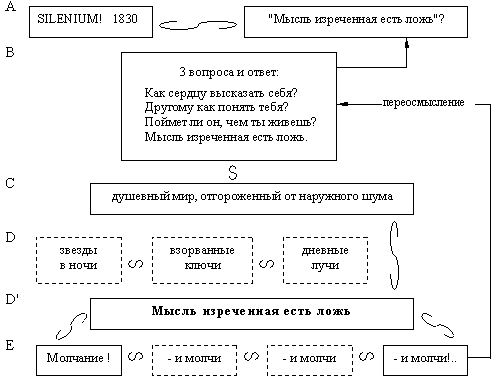 A
SILENIUM!   1830
"Мысль изреченная есть ложь"?
B
3 вопроса и ответ:
Как сердцу высказать себя?
Другому как понять тебя?
Поймет ли он, чем ты живешь?
Мысль изреченная есть ложь.
переосмысление
S
C
душевный мир, отгороженный от наружного шума
D
звезды
в ночи
S
взорванные
ключи
S
дневные
лучи
D'
Мысль изреченная есть ложь
E
Молчание !
S
- и молчи
S
- и молчи
S
- и молчи!..